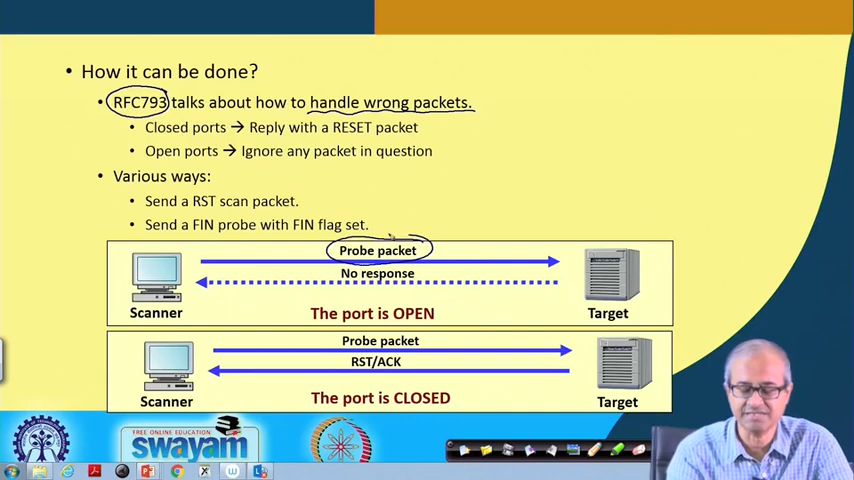 • How it can be done?
• RFC793 talks about how to handle wrong packets.
• Closed ports → Reply with a RESET packet
• Open ports → Ignore any packet in question
• Various ways:
• Send a RST scan packet.
• Send a FIN probe with FIN flag set.
Probe packet
No response
Scanner
The port is OPEN
Target
Probe packet
RST/ACK
Scanner
The port is CLOSED
Target
FREE ONLINE EDUCATION
swayam